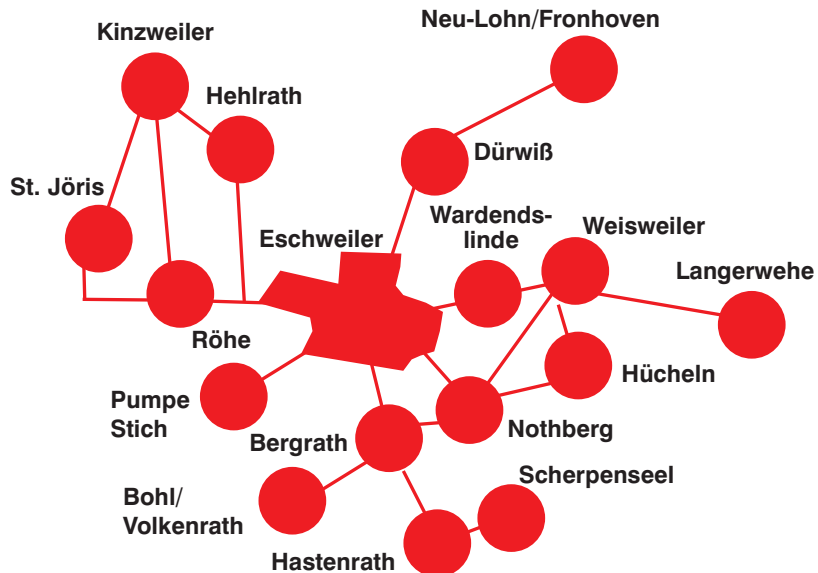 Neu-Lohn/Fronhoven
Kinzweiler
Hehlrath
Dürwiß
St. Jöris
Wardends-
linde
Weisweiler
Eschweiler
Langerwehe
Röhe
Hücheln
Pumpe
Stich
Nothberg
Bergrath
Scherpenseel
Bohl/
Volkenrath
Hastenrath